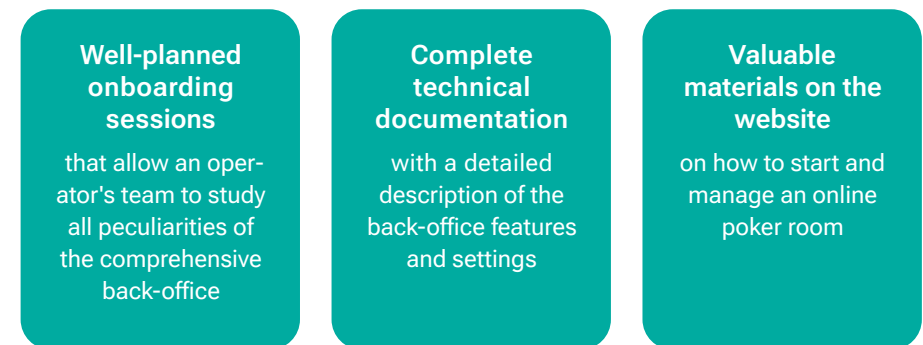 Well-planned
onboarding
sessions
that allow an oper-
ator's team to study
all peculiarities of
the comprehensive
back-office
Complete
technical
documentation
with a detailed
description of the
back-office features
and settings
Valuable
materials on the
website
on how to start and
manage an online
poker room